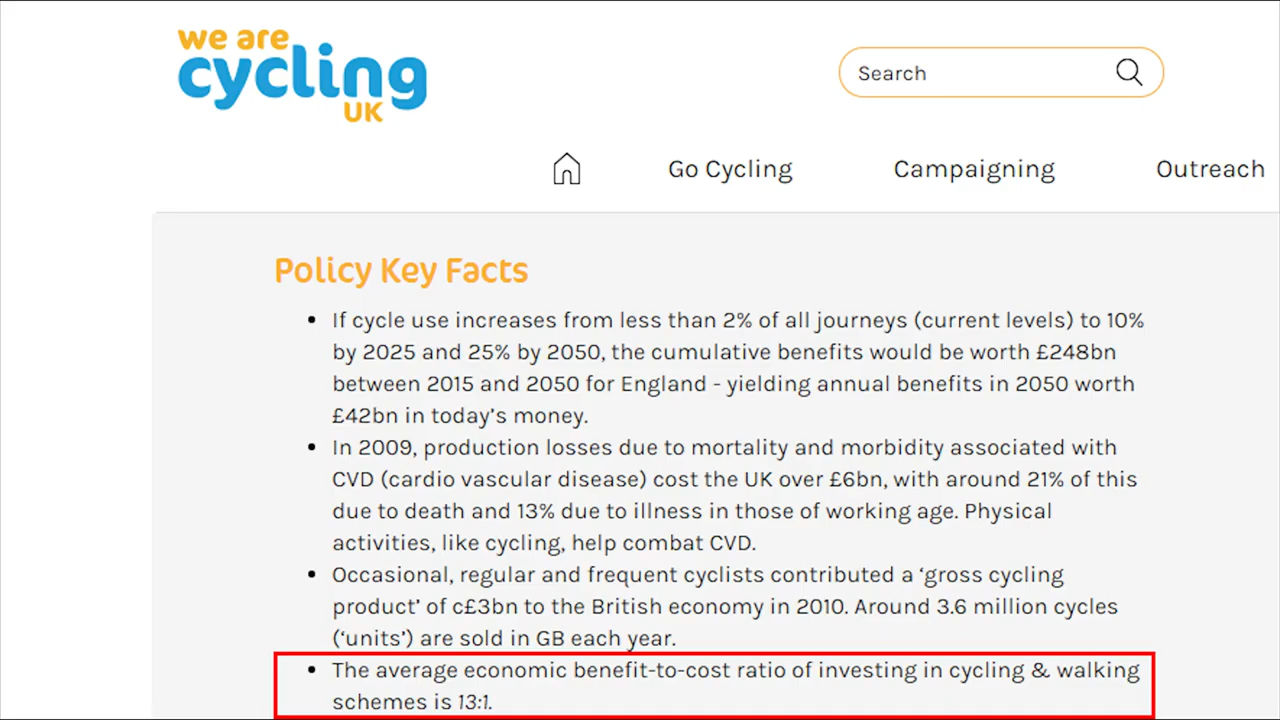 we are
cycling
UK
Search
Go Cycling
Campaigning
Outreach
Policy Key Facts
• If cycle use increases from less than 2% of all journeys (current levels) to 10%
by 2025 and 25% by 2050, the cumulative benefits would be worth £248bn
between 2015 and 2050 for England - yielding annual benefits in 2050 worth
£42bn in today's money.
• In 2009, production losses due to mortality and morbidity associated with
CVD (cardio vascular disease) cost the UK over £6bn, with around 21% of this
due to death and 13% due to illness in those of working age. Physical
activities, like cycling, help combat CVD.
• Occasional, regular and frequent cyclists contributed a ‘gross cycling
product’ of c£3bn to the British economy in 2010. Around 3.6 million cycles
(‘units’) are sold in GB each year.
• The average economic benefit-to-cost ratio of investing in cycling & walking
schemes is 13:1.